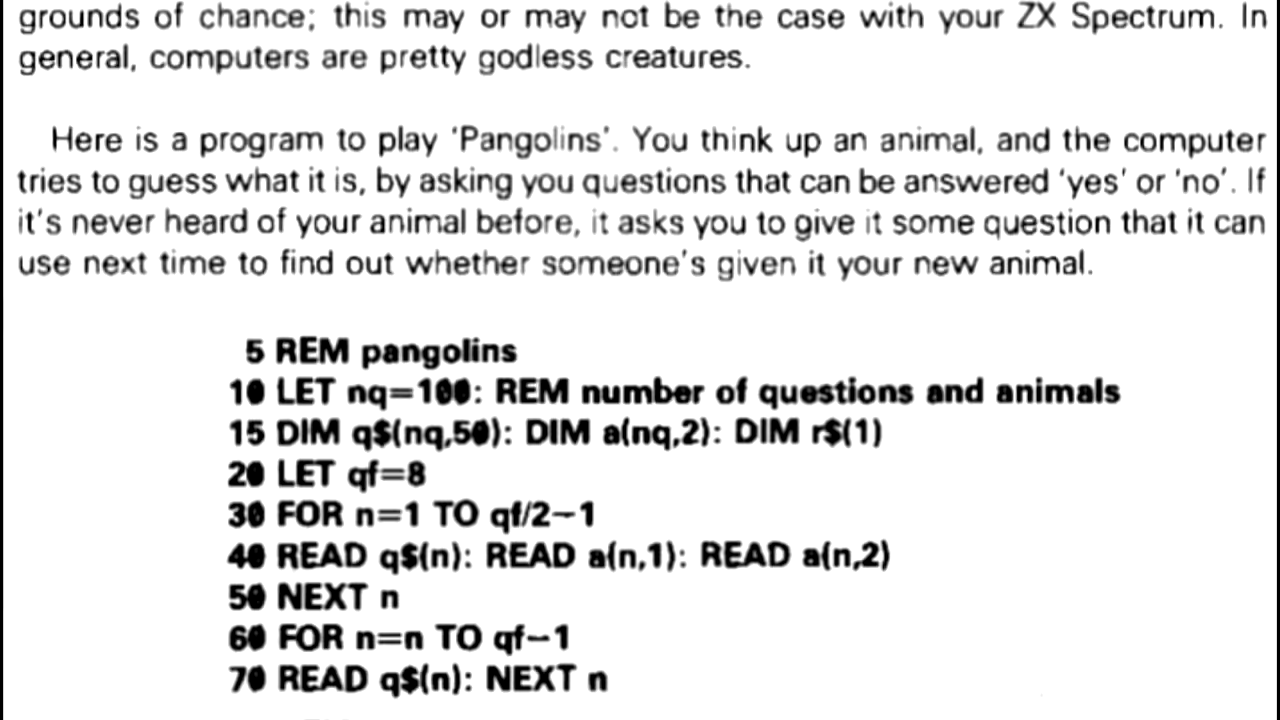 grounds of chance; this may or may not be the case with your ZX Spectrum. In
general, computers are pretty godless creatures.
Here is a program to play 'Pangolins'. You think up an animal, and the computer
tries to guess what it is, by asking you questions that can be answered 'yes' or 'no'. If
it's never heard of your animal before, it asks you to give it some question that it can
use next time to find out whether someone's given it your new animal.
5 REM pangolins
10 LET nq=100: REM number of questions and animals
15 DIM q$(nq,50): DIM a(nq,2): DIM r$(1)
20 LET qf=8
30 FOR n=1 TO qf/2-1
40 READ q$(n): READ a(n,1): READ a(n,2)
50 NEXT n
60 FOR n=n TO qf-1
70 READ q$(n): NEXT n